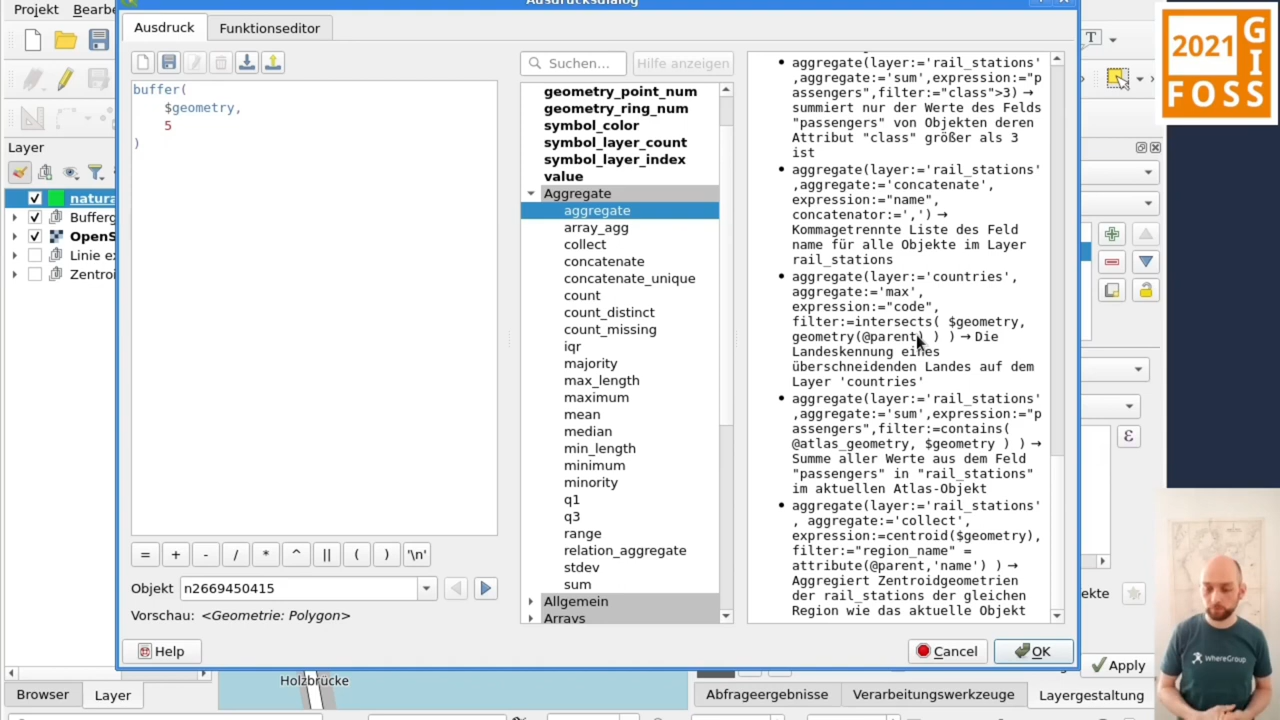 Projekt
Ausdrucksdialog
Ausdruck
Funktionseditor
Suchen…
Hilfe anzeigen
buffer(
$geometry,
5
)
Layer
natura
OpenS
Linie e
Zentroi
geometry_point_num
geometry_ring_num
symbol_color
symbol_layer_count
symbol_layer_index
value
Aggregate
aggregate
array_agg
collect
concatenate
concatenate_unique
count
count_distinct
count_missing
iqr
majority
max_length
maximum
mean
median
min_length
minimum
minority
q1
q3
range
relation_aggregate
stdev
sum
Allgemein
Arrays
aggregate(layer:='rail_stations'
,aggregate:='sum',expression:="p
assengers",filter:="class">3) →
summiert nur der Werte des Felds
"passengers" von Objekten deren
Attribut "class" größer als 3
ist
aggregate(layer:='rail_stations'
,aggregate:='concatenate',
expression:="name",
concatenator:=',') →
Kommagetrennte Liste des Feld
name für alle Objekte im Layer
rail_stations
aggregate(layer:='countries',
aggregate:='max',
expression:="code",
filter:=intersects( $geometry,
geometry(@parent) ) ) → Die
Landeskennung eines
überschneidenden Landes auf dem
Layer 'countries'
aggregate(layer:='rail_stations'
,aggregate:='sum',expression:="p
assengers",filter:=contains(
@atlas_geometry, $geometry ) ) →
Summe aller Werte aus dem Feld
"passengers" in "rail_stations"
im aktuellen Atlas-Objekt
aggregate(layer:='rail_stations'
, aggregate:='collect',
expression:=centroid($geometry),
filter:="region_name" =
attribute(@parent,'name') ) →
Aggregiert Zentroidgeometrien
der rail_stations der gleichen
Region wie das aktuelle Objekt
= + - / * ^ || ( ) '\n'
Objekt
n2669450415
Vorschau: <Geometrie: Polygon>
Help
Cancel
OK
Apply
Browser
Layer
Holzbrücke
Abfrageergebnisse
Verarbeitungswerkzeuge
Layergestaltung
2021
GI
FOSS
WhereGroup